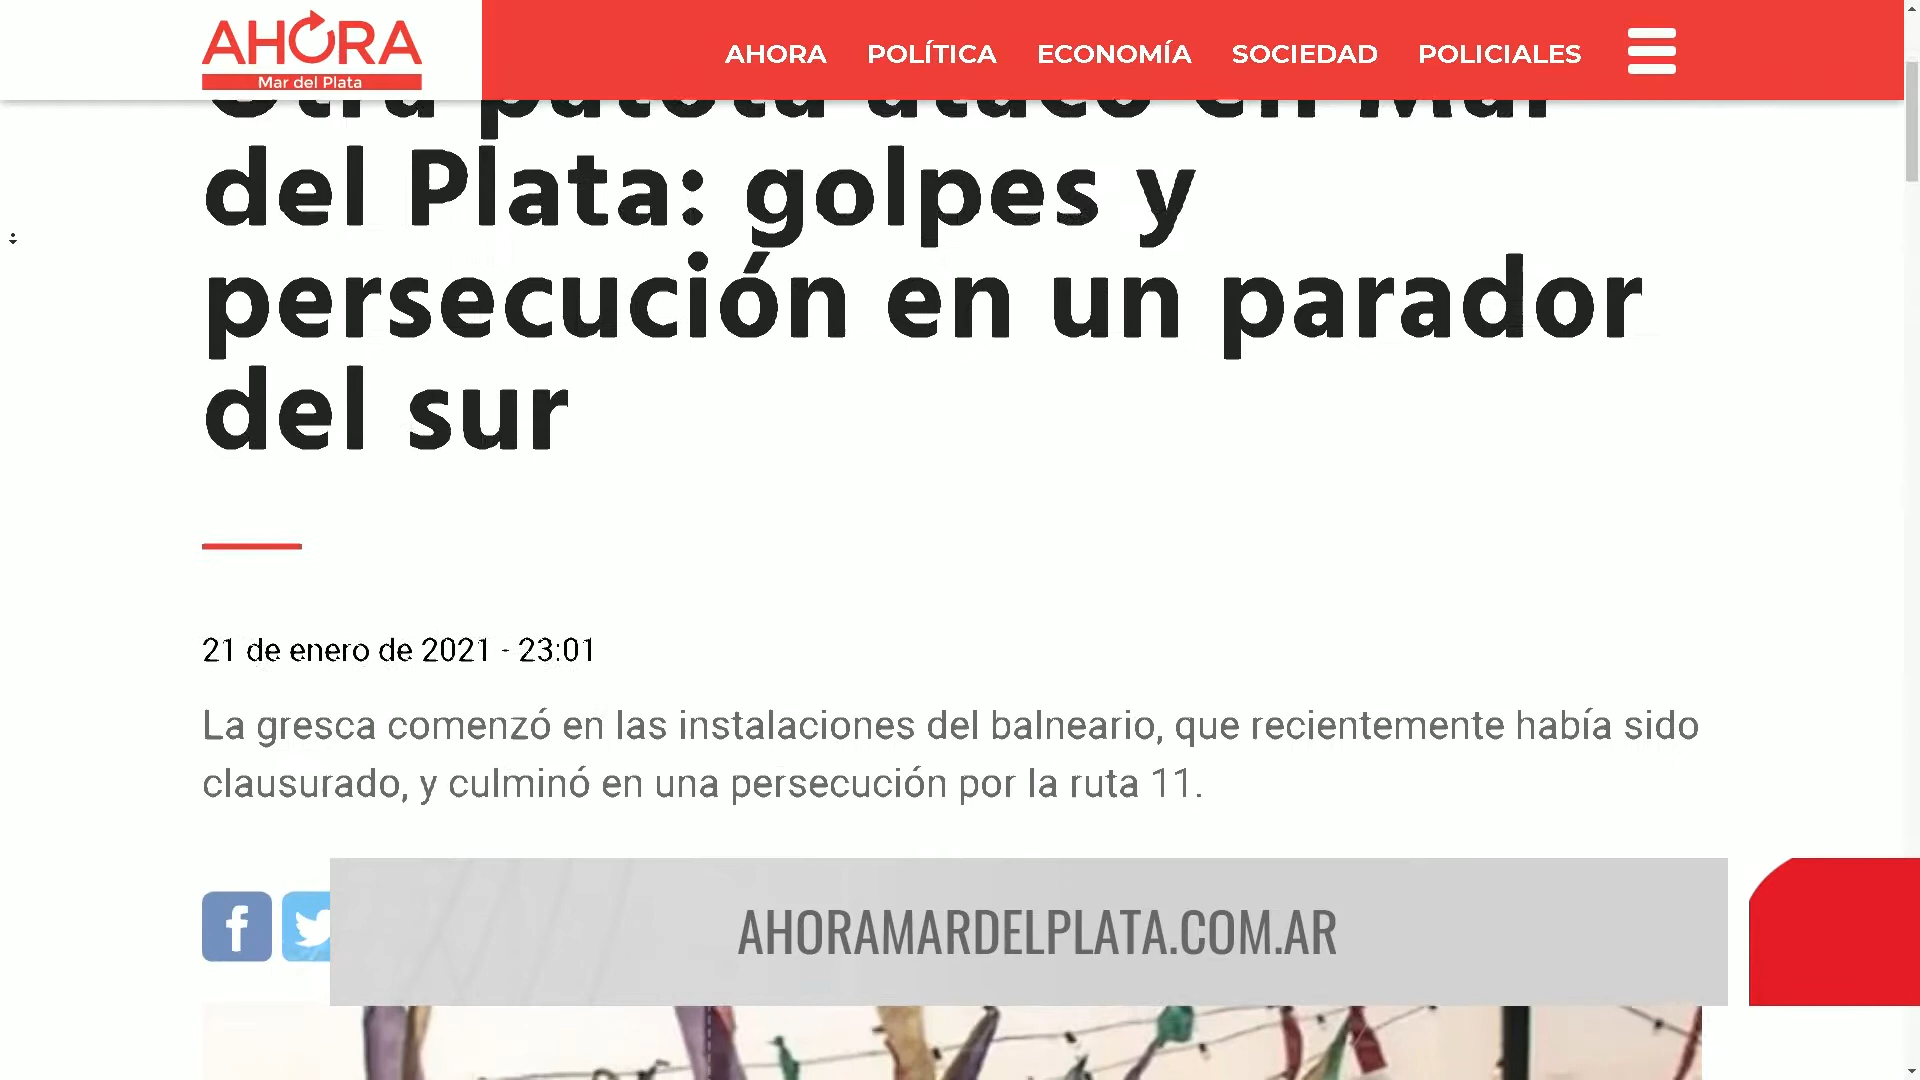 AHORA
Mar del Plata
AHORA POLÍTICA ECONOMÍA SOCIEDAD POLICIALES
Otra patota atacó en Mar
del Plata: golpes y
persecución en un parador
del sur
21 de enero de 2021 - 23:01
La gresca comenzó en las instalaciones del balneario, que recientemente había sido
clausurado, y culminó en una persecución por la ruta 11.
AHORAMARDELPLATA.COM.AR